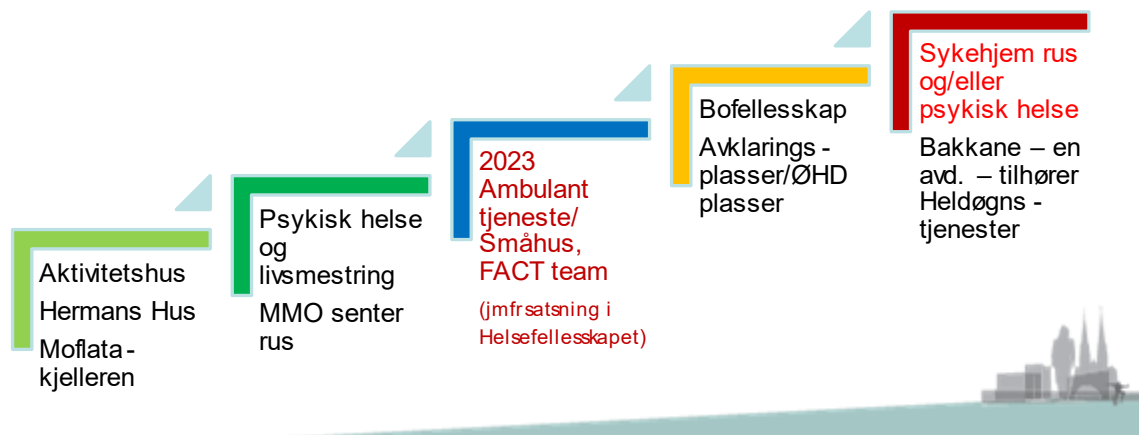 Aktivitetshus
Hermans Hus
Moflata-
kjelleren
Psykisk helse
og
livsmestring
MMO senter
rus
2023
Ambulant
tjeneste/
Småhus,
FACT team
(jmfrsatsning i
Helsefellesskapet)
Bofellesskap
Avklarings-
plasser/ØHD
plasser
Sykehjem rus
og/eller
psykisk helse
Bakkane – en
avd. – tilhører
Heldøgns-
tjenester